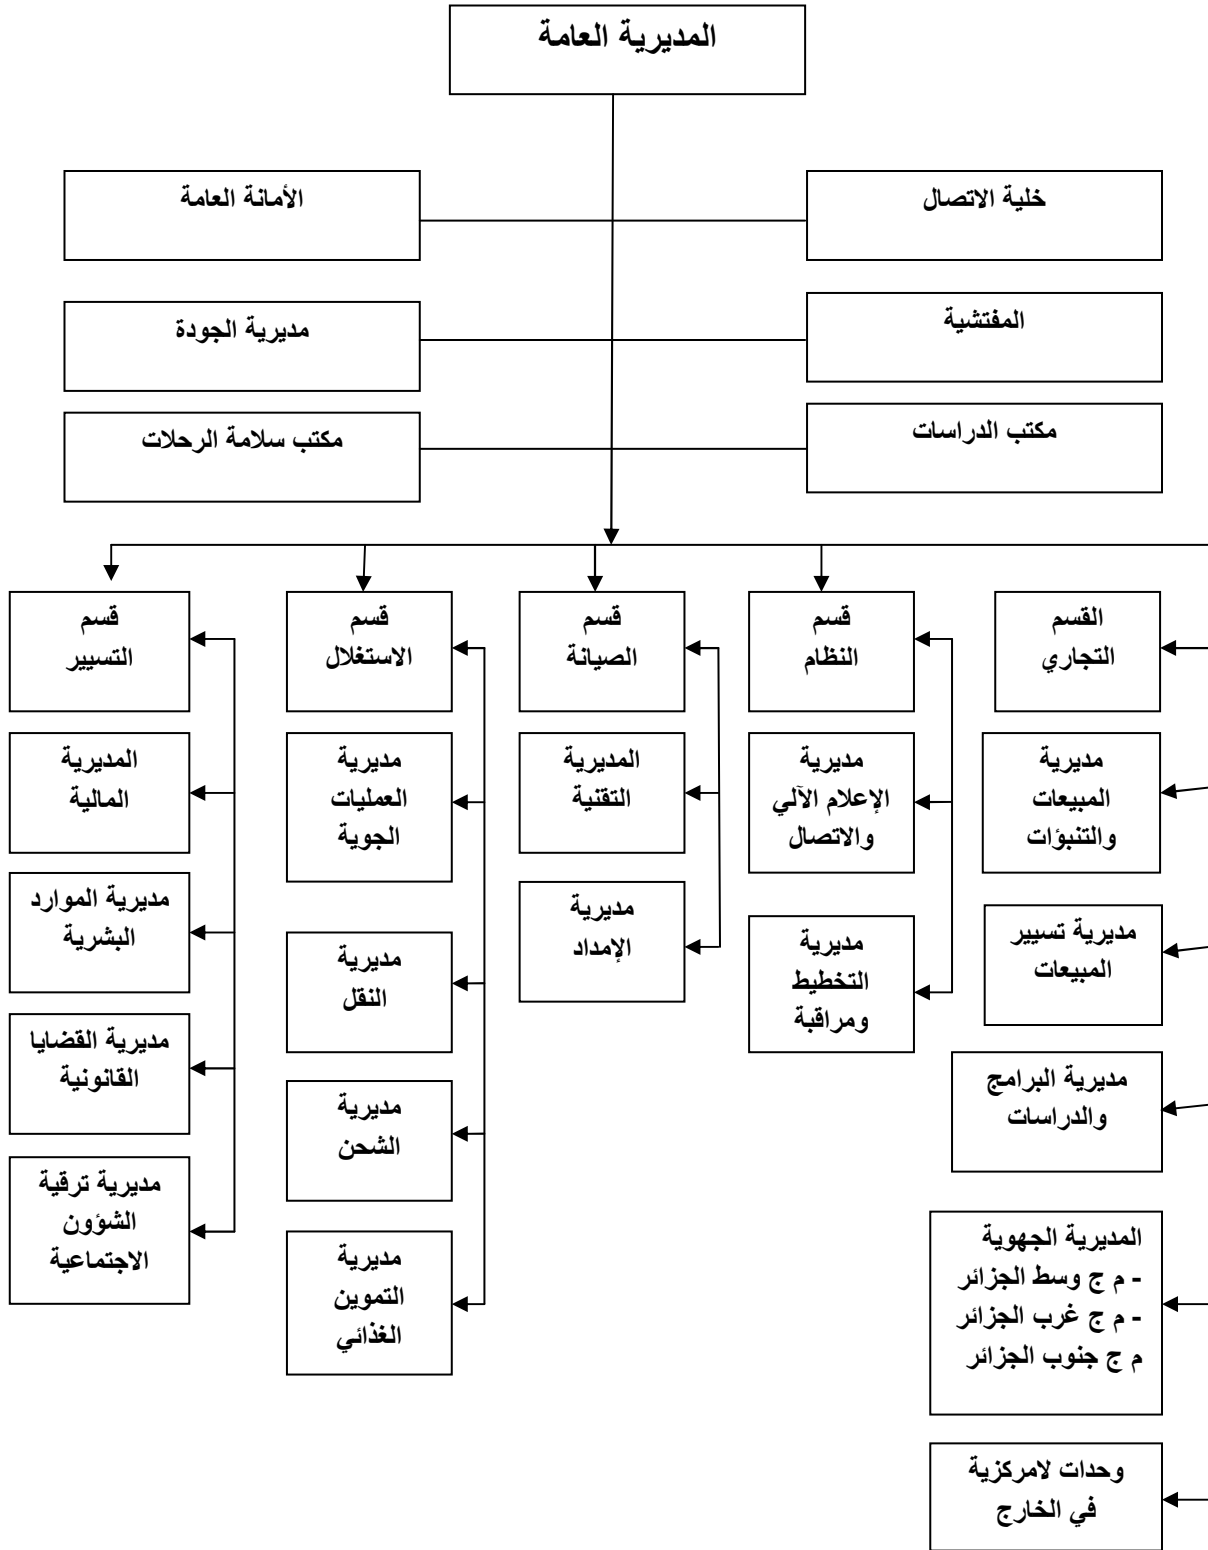 المديرية العامة
خلية الاتصال
الأمانة العامة
المفتشية
مديرية الجودة
مكتب الدراسات
مكتب سلامة الرحلات
القسم
التجاري
مديرية
المبيعات
والتنبؤات
مديرية تسيير
المبيعات
مديرية البرامج
والدراسات
المديرية الجهوية
- م ج وسط الجزائر
- م ج غرب الجزائر
م ج جنوب الجزائر
وحدات لامركزية
في الخارج
قسم
النظام
مديرية
الإعلام الآلي
والاتصال
مديرية
التخطيط
ومراقبة
قسم
الصيانة
المديرية
التقنية
مديرية
الإمداد
قسم
الاستغلال
مديرية
العمليات
الجوية
مديرية
النقل
مديرية
الشحن
مديرية
التموين
الغذائي
قسم
التسيير
المديرية
المالية
مديرية الموارد
البشرية
مديرية القضايا
القانونية
مديرية ترقية
الشؤون
الاجتماعية